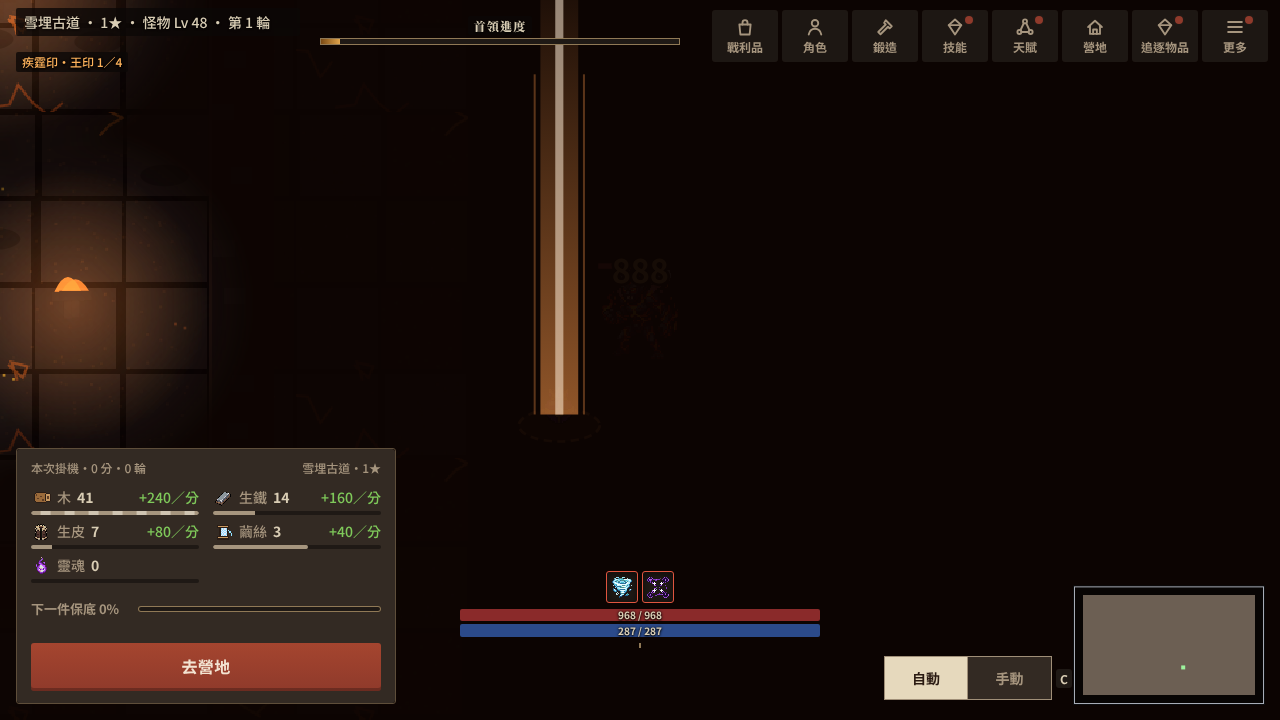 雪埋古道 · 1★ · 怪物 Lv 48 · 第 1 輪
首領進度
疾霆印·王印 1／4
戰利品
角色
鍛造
技能
天賦
營地
追逐物品
更多
-888
本次掛機·0 分·0 輪
雪埋古道·1★
木 41 +240／分
生鐵 14 +160／分
生皮 7 +80／分
繭絲 3 +40／分
靈魂 0
下一件保底 0%
去營地
968 / 968
287 / 287
自動
手動
C